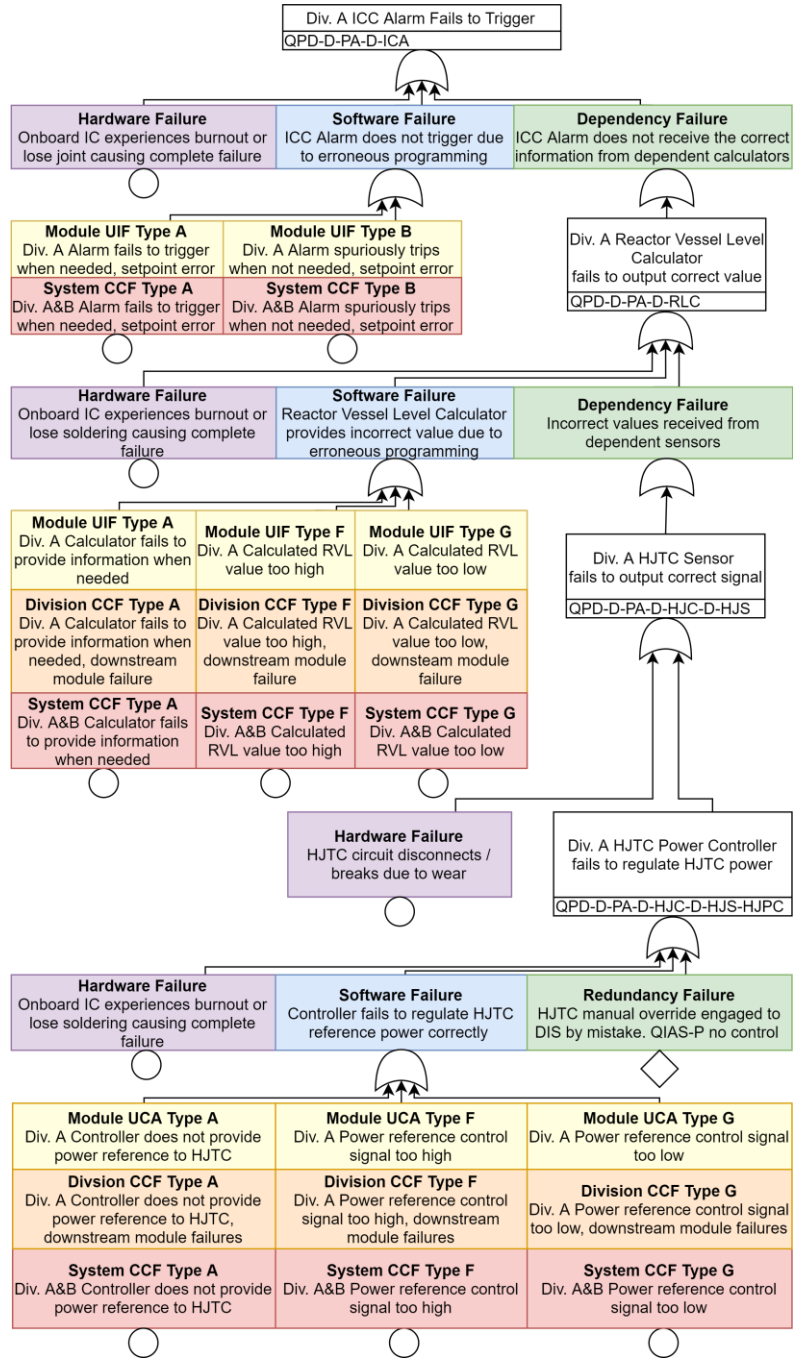 Div. A ICC Alarm Fails to Trigger
QPD-D-PA-D-ICA
Hardware Failure
Onboard IC experiences burnout or
lose joint causing complete failure
Software Failure
ICC Alarm does not trigger due
to erroneous programming
Dependency Failure
ICC Alarm does not receive the correct
information from dependent calculators
Module UIF Type A
Div. A Alarm fails to trigger
when needed, setpoint error
Module UIF Type B
Div. A Alarm spuriously trips
when not needed, setpoint error
System CCF Type A
Div. A&B Alarm fails to trigger
when needed, setpoint error
System CCF Type B
Div. A&B Alarm spuriously trips
when not needed, setpoint error
Div. A Reactor Vessel Level
Calculator
fails to output correct value
QPD-D-PA-D-RLC
Hardware Failure
Onboard IC experiences burnout or
lose soldering causing complete
failure
Software Failure
Reactor Vessel Level Calculator
provides incorrect value due to
erroneous programming
Dependency Failure
Incorrect values received from
dependent sensors
Module UIF Type A
Div. A Calculator fails to
provide information when
needed
Module UIF Type F
Div. A Calculated RVL
value too high
Module UIF Type G
Div. A Calculated RVL
value too low
Division CCF Type A
Div. A Calculator fails to
provide information when
needed, downstream
module failure
Division CCF Type F
Div. A Calculated RVL
value too high,
downstream module
failure
Division CCF Type G
Div. A Calculated RVL
value too low,
downsteam module
failure
System CCF Type A
Div. A&B Calculator fails
to provide information
when needed
System CCF Type F
Div. A&B Calculated
RVL value too high
System CCF Type G
Div. A&B Calculated
RVL value too low
Div. A HJTC Sensor
fails to output correct signal
QPD-D-PA-D-HJC-D-HJS
Hardware Failure
HJTC circuit disconnects /
breaks due to wear
Div. A HJTC Power Controller
fails to regulate HJTC power
QPD-D-PA-D-HJC-D-HJS-HJPC
Hardware Failure
Onboard IC experiences burnout or
lose soldering causing complete
failure
Software Failure
Controller fails to regulate HJTC
reference power correctly
Redundancy Failure
HJTC manual override engaged to
DIS by mistake. QIAS-P no control
Module UCA Type A
Div. A Controller does not provide
power reference to HJTC
Module UCA Type F
Div. A Power reference control
signal too high
Module UCA Type G
Div. A Power reference control signal
too low
Division CCF Type A
Div. A Controller does not provide
power reference to HJTC,
downstream module failures
Division CCF Type F
Div. A Power reference control
signal too high, downstream
module failures
Division CCF Type G
Div. A Power reference control signal
too low, downstream module failures
System CCF Type A
Div. A&B Controller does not provide
power reference to HJTC
System CCF Type F
Div. A&B Power reference control
signal too high
System CCF Type G
Div. A&B Power reference control
signal too low